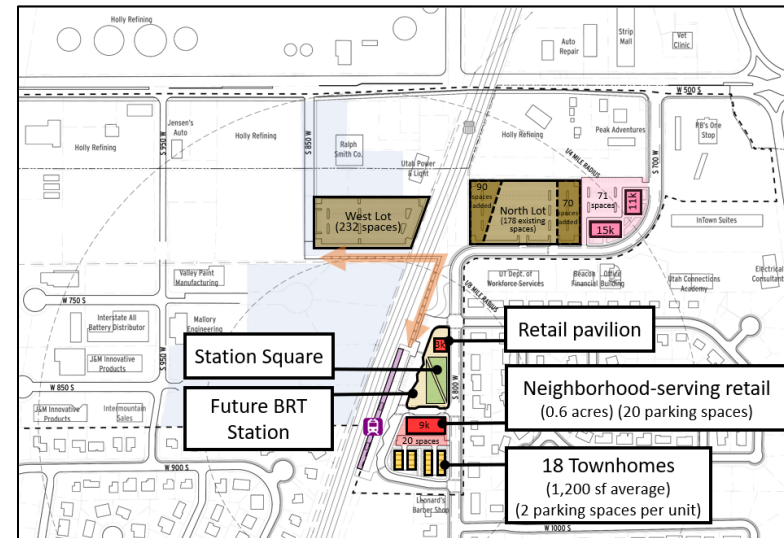 Holly Refining
Strip
Mall
Vet
Clinic
Auto
Repair
W 500 S
Jensen's
Auto
Holly Refining
Holly Refining
S 950 W
S 850 W
Ralph
Smith Co.
Utah Power
& Light
Holly Refining
Peak Adventures
S 700 W
RB's One
Stop
1/4 MILE RADIUS
90
spaces
added
North Lot
(178 existing
spaces)
70
spaces
added
71
spaces
11k
15k
West Lot
(232 spaces)
InTown Suites
Valley Paint
Manufacturing
UT Dept. of
Workforce Services
Beacon
Financial
Office
Building
Utah Connections
Academy
Electrical
Consultants
1/8 MILE RADIUS
W 750 S
Interstate All
Battery Distributor
Mallory
Engineering
J&M Innovative
Products
S 950 W
W 850 S
J&M Innovative
Products
Intermountain
Sales
W 900 S
Station Square
Future BRT
Station
3k
S 800 W
9k
20 spaces
Retail pavilion
Neighborhood-serving retail
(0.6 acres) (20 parking spaces)
18 Townhomes
(1,200 sf average)
(2 parking spaces per unit)
Leonard's
Barber Shop
W 1000 S